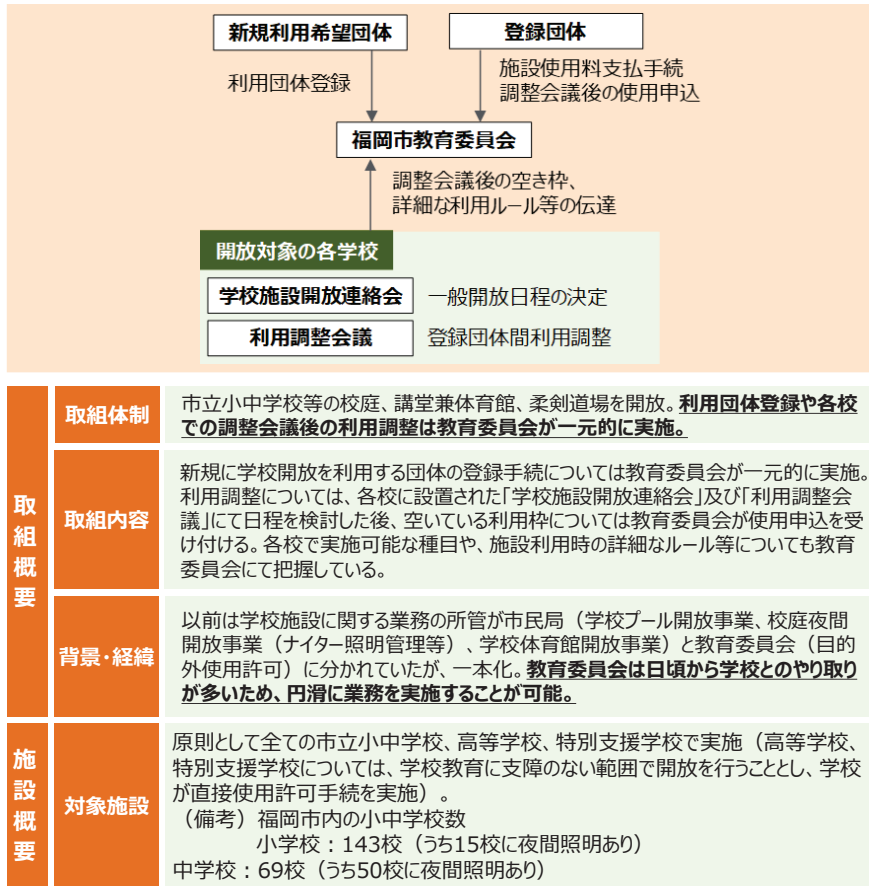 新規利用希望団体
登録団体
利用団体登録
施設使用料支払手続
調整会議後の使用申込
福岡市教育委員会
調整会議後の空き枠、
詳細な利用ルール等の伝達
開放対象の各学校
学校施設開放連絡会
一般開放日程の決定
利用調整会議
登録団体間利用調整
取組概要
取組体制
市立小中学校等の校庭、講堂兼体育館、柔剣道場を開放。利用団体登録や各校
での調整会議後の利用調整は教育委員会が一元的に実施。
取組内容
新規に学校開放を利用する団体の登録手続については教育委員会が一元的に実施。
利用調整については、各校に設置された「学校施設開放連絡会」及び「利用調整会
議」にて日程を検討した後、空いている利用枠については教育委員会が使用申込を受
け付ける。各校で実施可能な種目や、施設利用時の詳細なルール等についても教育
委員会にて把握している。
背景・経緯
以前は学校施設に関する業務の所管が市民局（学校プール開放事業、校庭夜間
開放事業（ナイター照明管理等）、学校体育館開放事業）と教育委員会（目的
外使用許可）に分かれていたが、一本化。教育委員会は日頃から学校とのやり取り
が多いため、円滑に業務を実施することが可能。
施設概要
対象施設
原則として全ての市立小中学校、高等学校、特別支援学校で実施（高等学校、
特別支援学校については、学校教育に支障のない範囲で開放を行うこととし、学校
が直接使用許可手続を実施）。
（備考）福岡市内の小中学校数
小学校：143校（うち15校に夜間照明あり）
中学校：69校（うち50校に夜間照明あり）